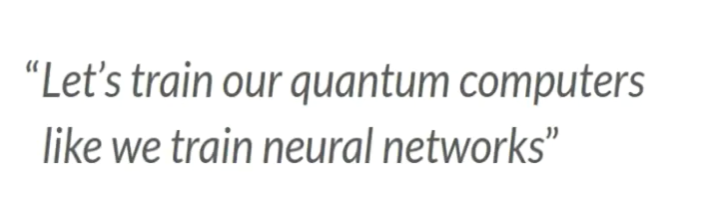 “Let’s train our quantum computers
like we train neural networks”